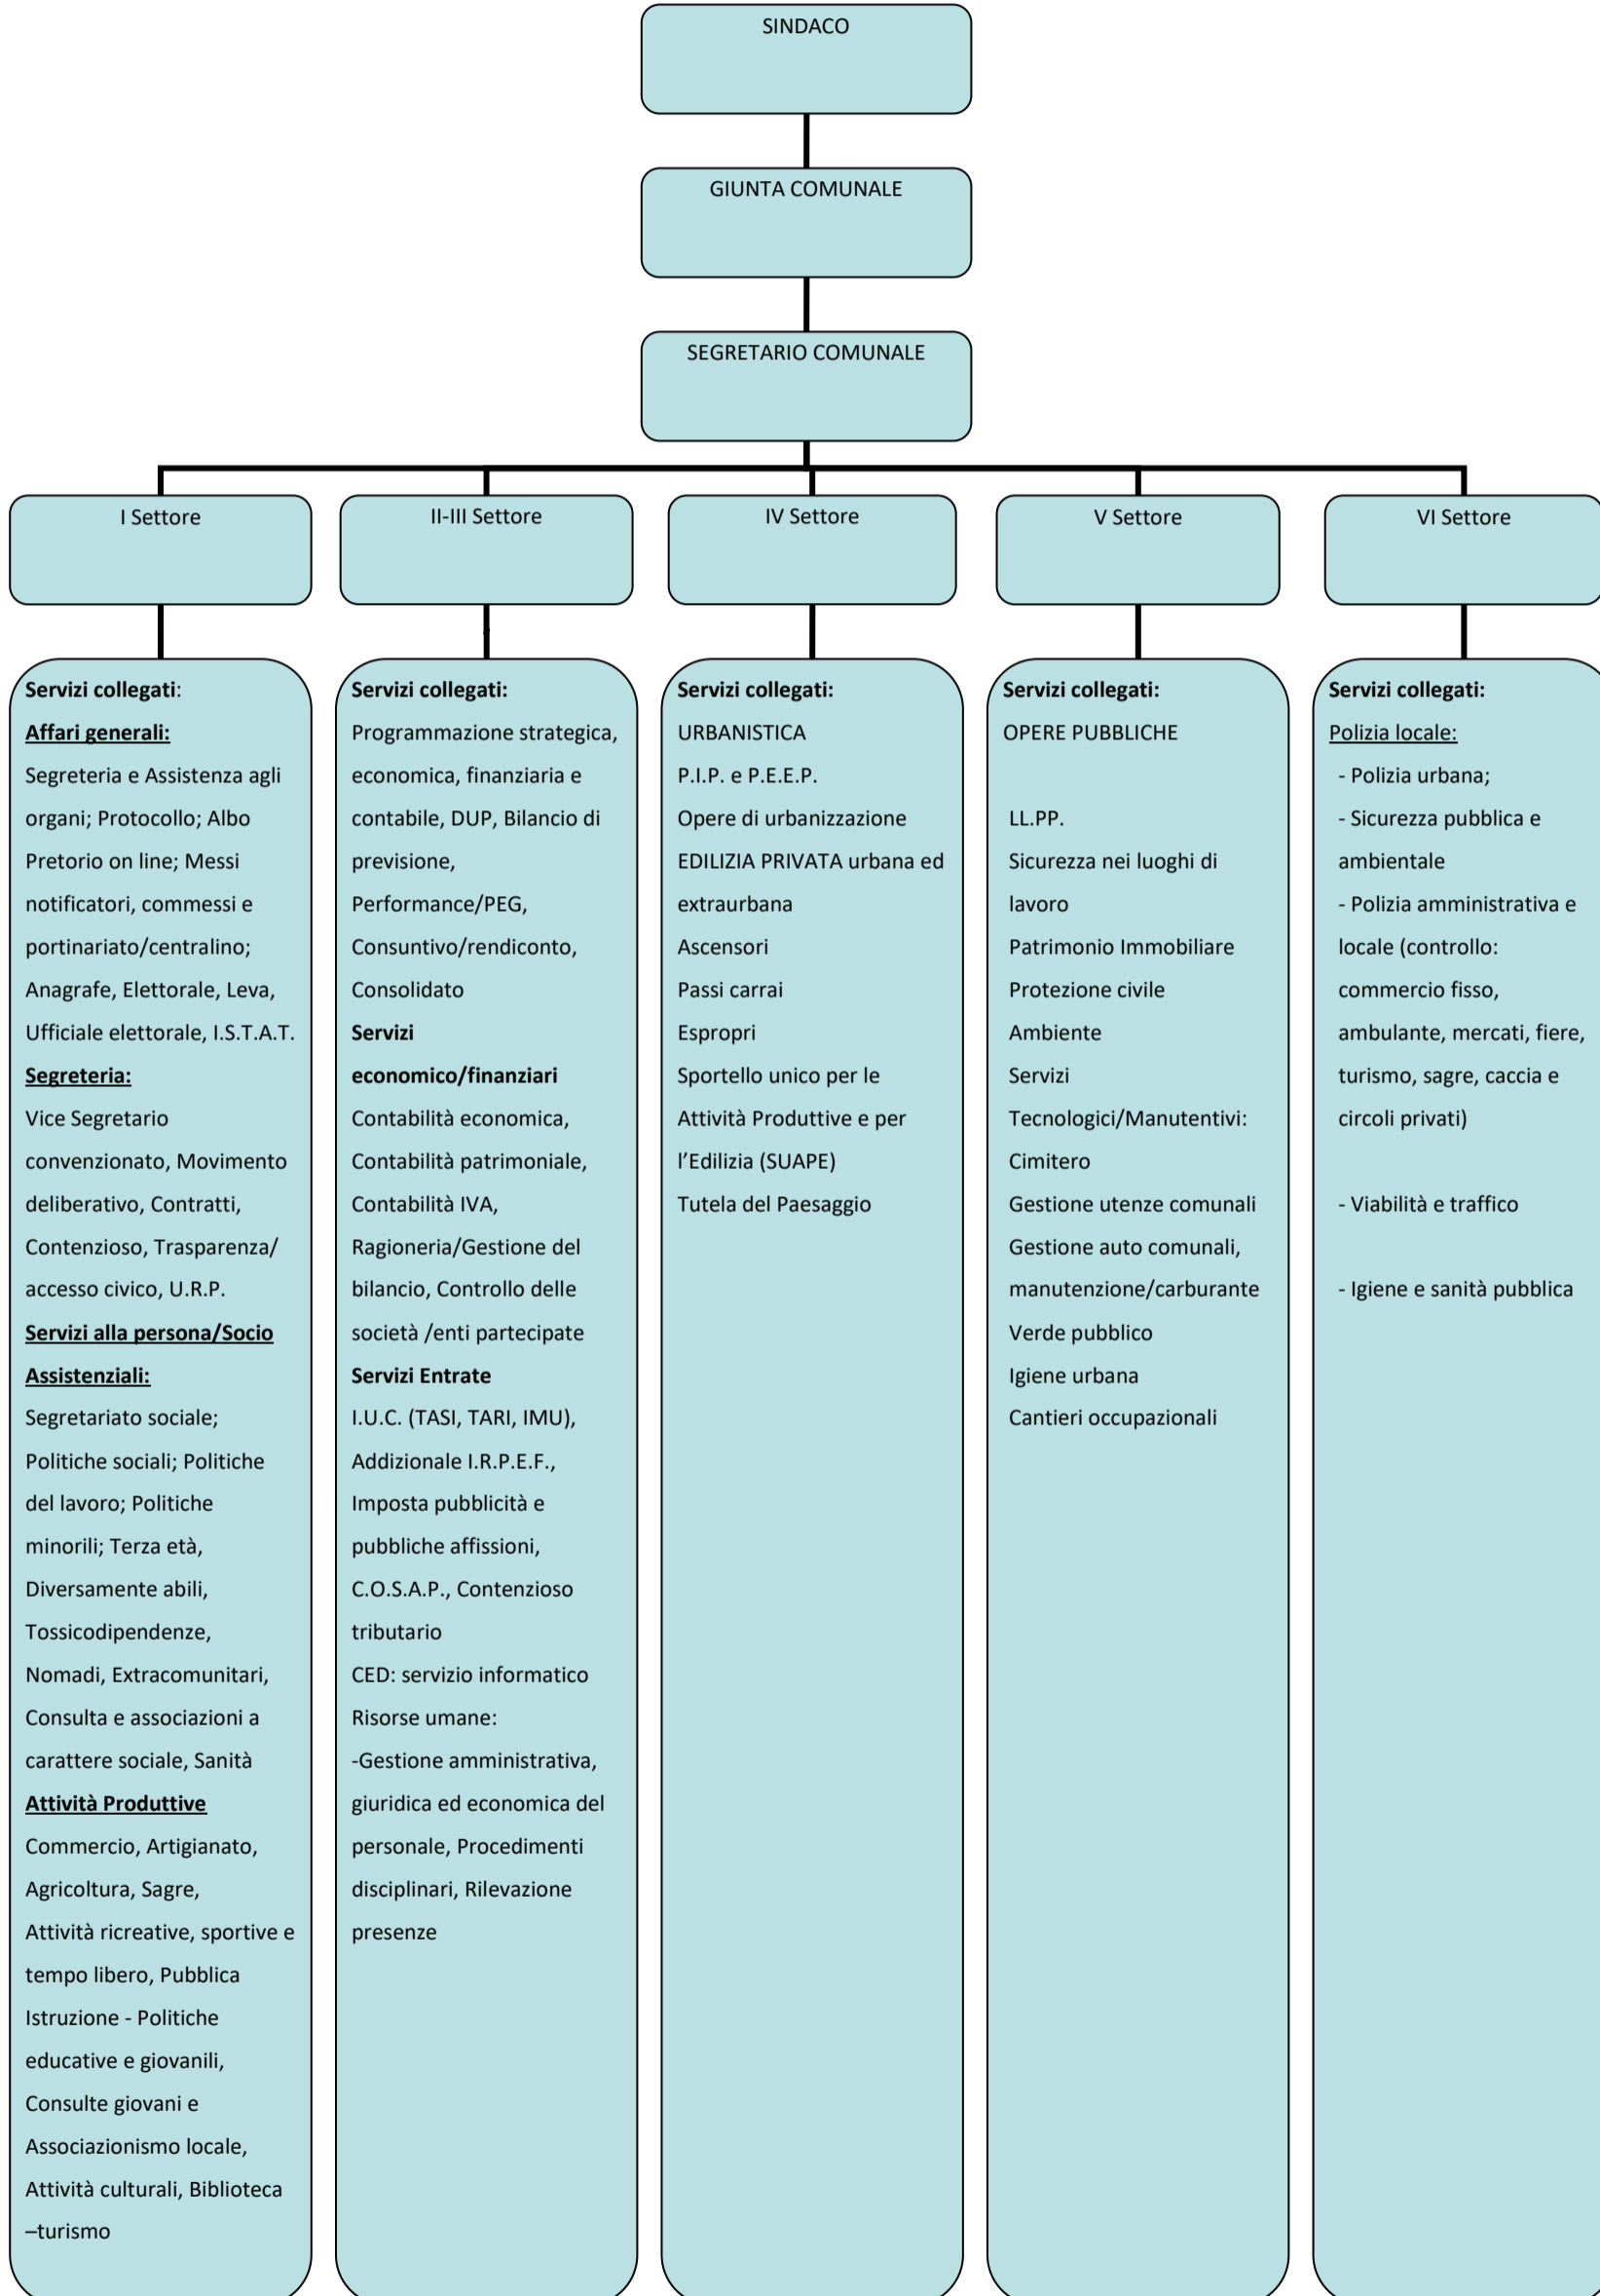 SINDACO
GIUNTA COMUNALE
SEGRETARIO COMUNALE
I Settore
II-III Settore
IV Settore
V Settore
VI Settore
Servizi collegati:
Affari generali:
Segreteria e Assistenza agli
organi; Protocollo; Albo
Pretorio on line; Messi
notificatori, commessi e
portinariato/centralino;
Anagrafe, Elettorale, Leva,
Ufficiale elettorale, I.S.T.A.T.
Segreteria:
Vice Segretario
convenzionato, Movimento
deliberativo, Contratti,
Contenzioso, Trasparenza/
accesso civico, U.R.P.
Servizi alla persona/Socio
Assistenziali:
Segretariato sociale;
Politiche sociali; Politiche
del lavoro; Politiche
minorili; Terza età,
Diversamente abili,
Tossicodipendenze,
Nomadi, Extracomunitari,
Consulta e associazioni a
carattere sociale, Sanità
Attività Produttive
Commercio, Artigianato,
Agricoltura, Sagre,
Attività ricreative, sportive e
tempo libero, Pubblica
Istruzione - Politiche
educative e giovanili,
Consulte giovani e
Associazionismo locale,
Attività culturali, Biblioteca
–turismo
Servizi collegati:
Programmazione strategica,
economica, finanziaria e
contabile, DUP, Bilancio di
previsione,
Performance/PEG,
Consuntivo/rendiconto,
Consolidato
Servizi
economico/finanziari
Contabilità economica,
Contabilità patrimoniale,
Contabilità IVA,
Ragioneria/Gestione del
bilancio, Controllo delle
società /enti partecipate
Servizi Entrate
I.U.C. (TASI, TARI, IMU),
Addizionale I.R.P.E.F.,
Imposta pubblicità e
pubbliche affissioni,
C.O.S.A.P., Contenzioso
tributario
CED: servizio informatico
Risorse umane:
-Gestione amministrativa,
giuridica ed economica del
personale, Procedimenti
disciplinari, Rilevazione
presenze
Servizi collegati:
URBANISTICA
P.I.P. e P.E.E.P.
Opere di urbanizzazione
EDILIZIA PRIVATA urbana ed
extraurbana
Ascensori
Passi carrai
Espropri
Sportello unico per le
Attività Produttive e per
l’Edilizia (SUAPE)
Tutela del Paesaggio
Servizi collegati:
OPERE PUBBLICHE
LL.PP.
Sicurezza nei luoghi di
lavoro
Patrimonio Immobiliare
Protezione civile
Ambiente
Servizi
Tecnologici/Manutentivi:
Cimitero
Gestione utenze comunali
Gestione auto comunali,
manutenzione/carburante
Verde pubblico
Igiene urbana
Cantieri occupazionali
Servizi collegati:
Polizia locale:
- Polizia urbana;
- Sicurezza pubblica e
ambientale
- Polizia amministrativa e
locale (controllo:
commercio fisso,
ambulante, mercati, fiere,
turismo, sagre, caccia e
circoli privati)
- Viabilità e traffico
- Igiene e sanità pubblica